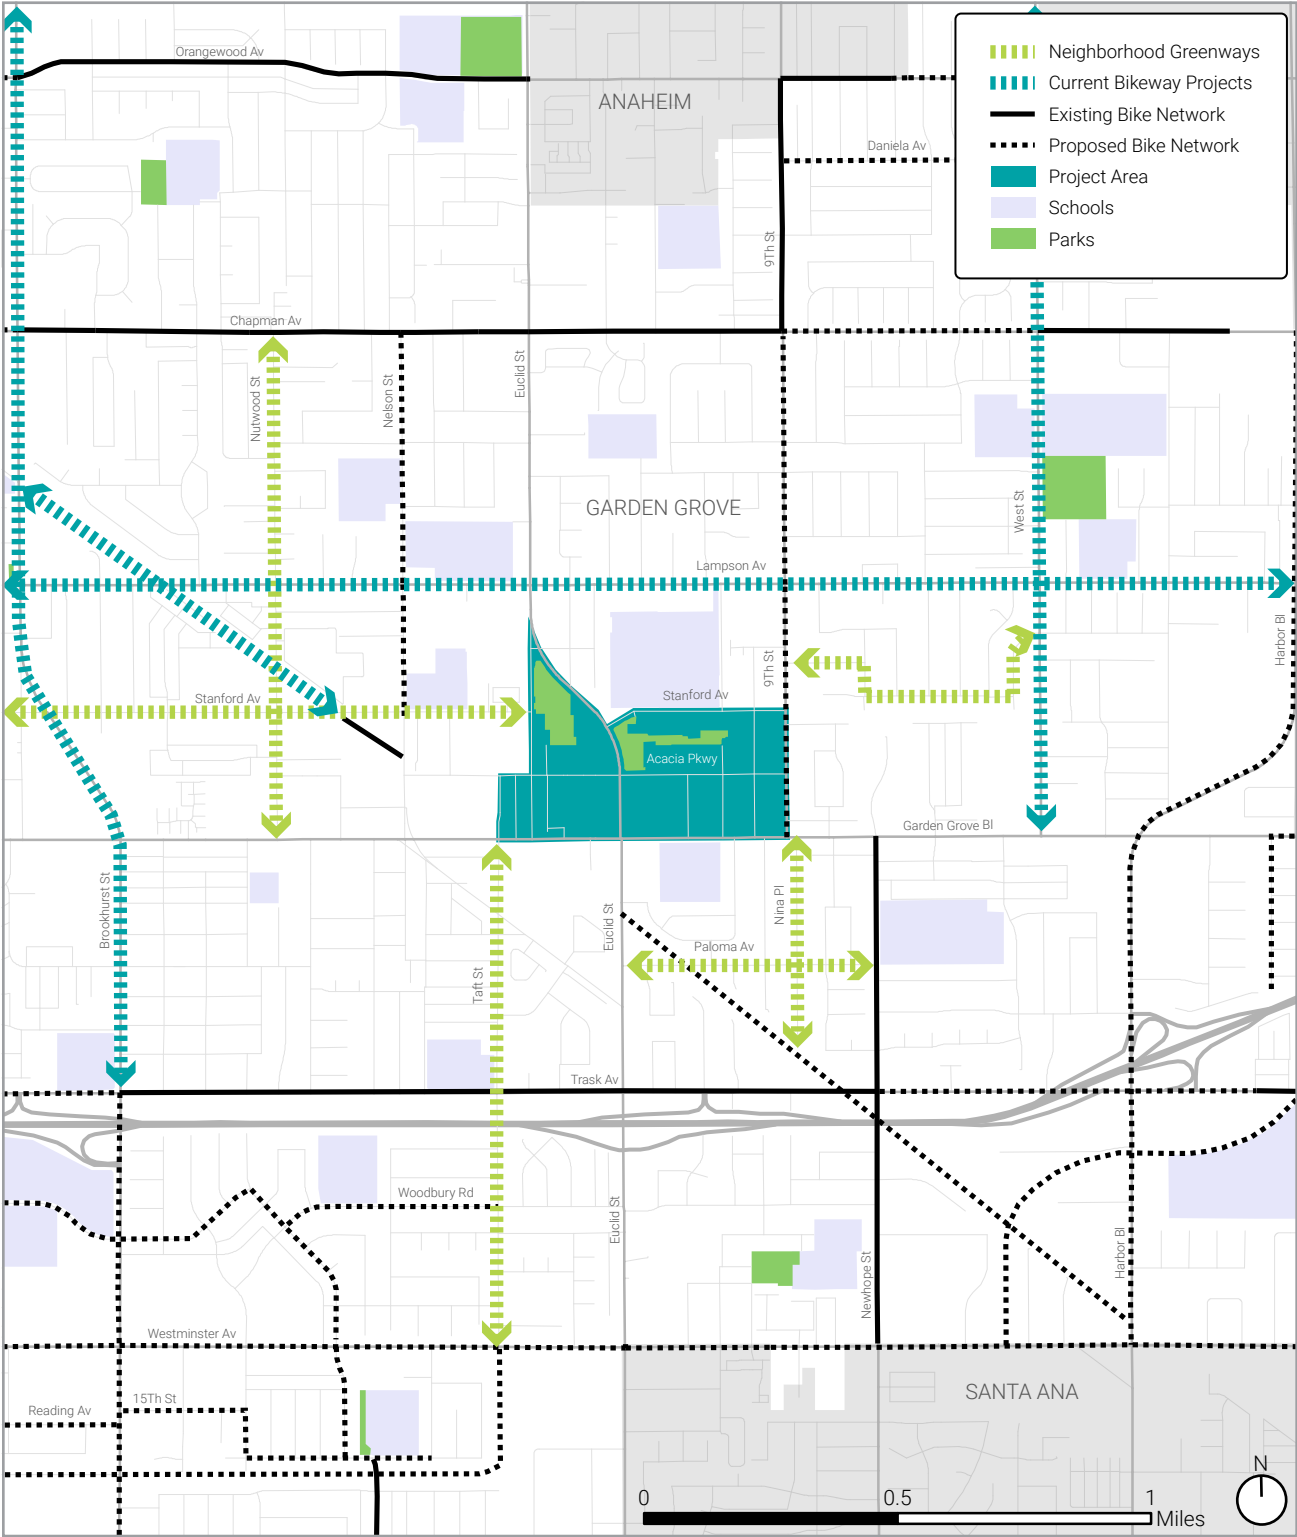 Orangewood Av
ANAHEIM
Daniela Av
Neighborhood Greenways
Current Bikeway Projects
Existing Bike Network
Proposed Bike Network
Project Area
Schools
Parks
9Th St
Chapman Av
Nutwood St
Nelson St
Euclid St
GARDEN GROVE
West St
Lampson Av
Harbor Bl
9Th St
Stanford Av
Stanford Av
Acacia Pkwy
Garden Grove Bl
Brookhurst St
Taft St
Euclid St
Nina Pl
Paloma Av
Trask Av
Woodbury Rd
Euclid St
Newhope St
Harbor Bl
Westminster Av
15Th St
Reading Av
SANTA ANA
N
0 0.5 1
Miles